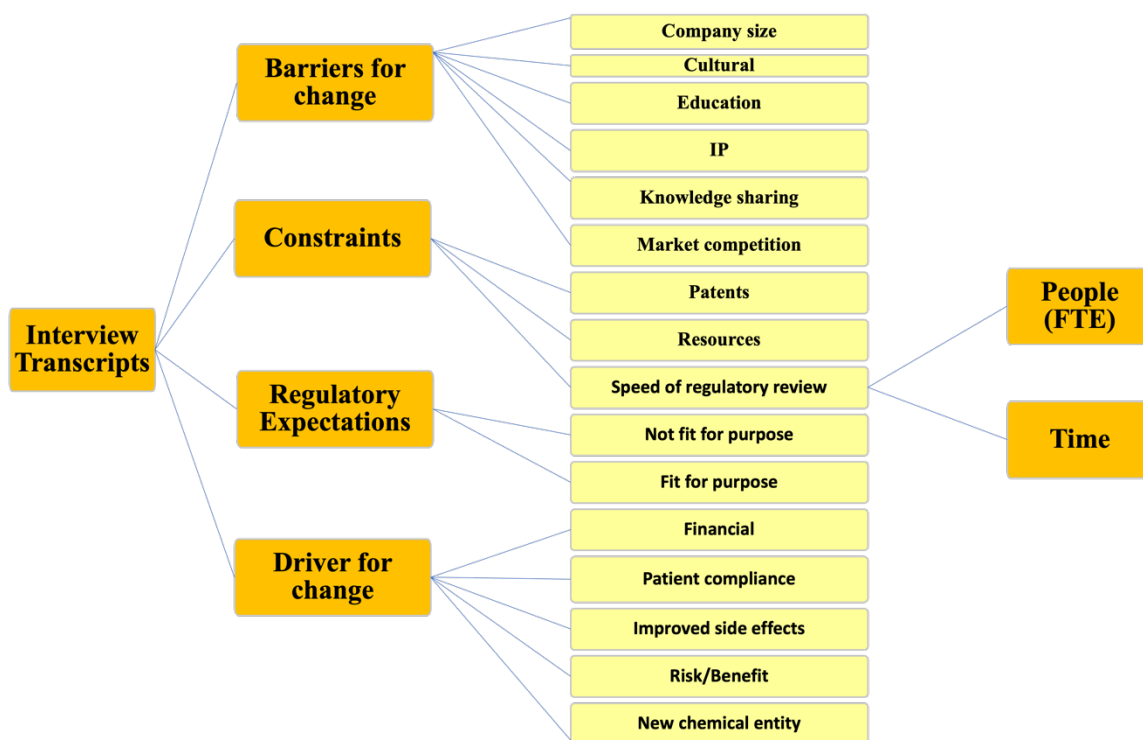 Interview
Transcripts
Barriers for
change
Constraints
Regulatory
Expectations
Driver for
change
Company size
Cultural
Education
IP
Knowledge sharing
Market competition
Patents
Resources
Speed of regulatory review
Not fit for purpose
Fit for purpose
Financial
Patient compliance
Improved side effects
Risk/Benefit
New chemical entity
People
(FTE)
Time